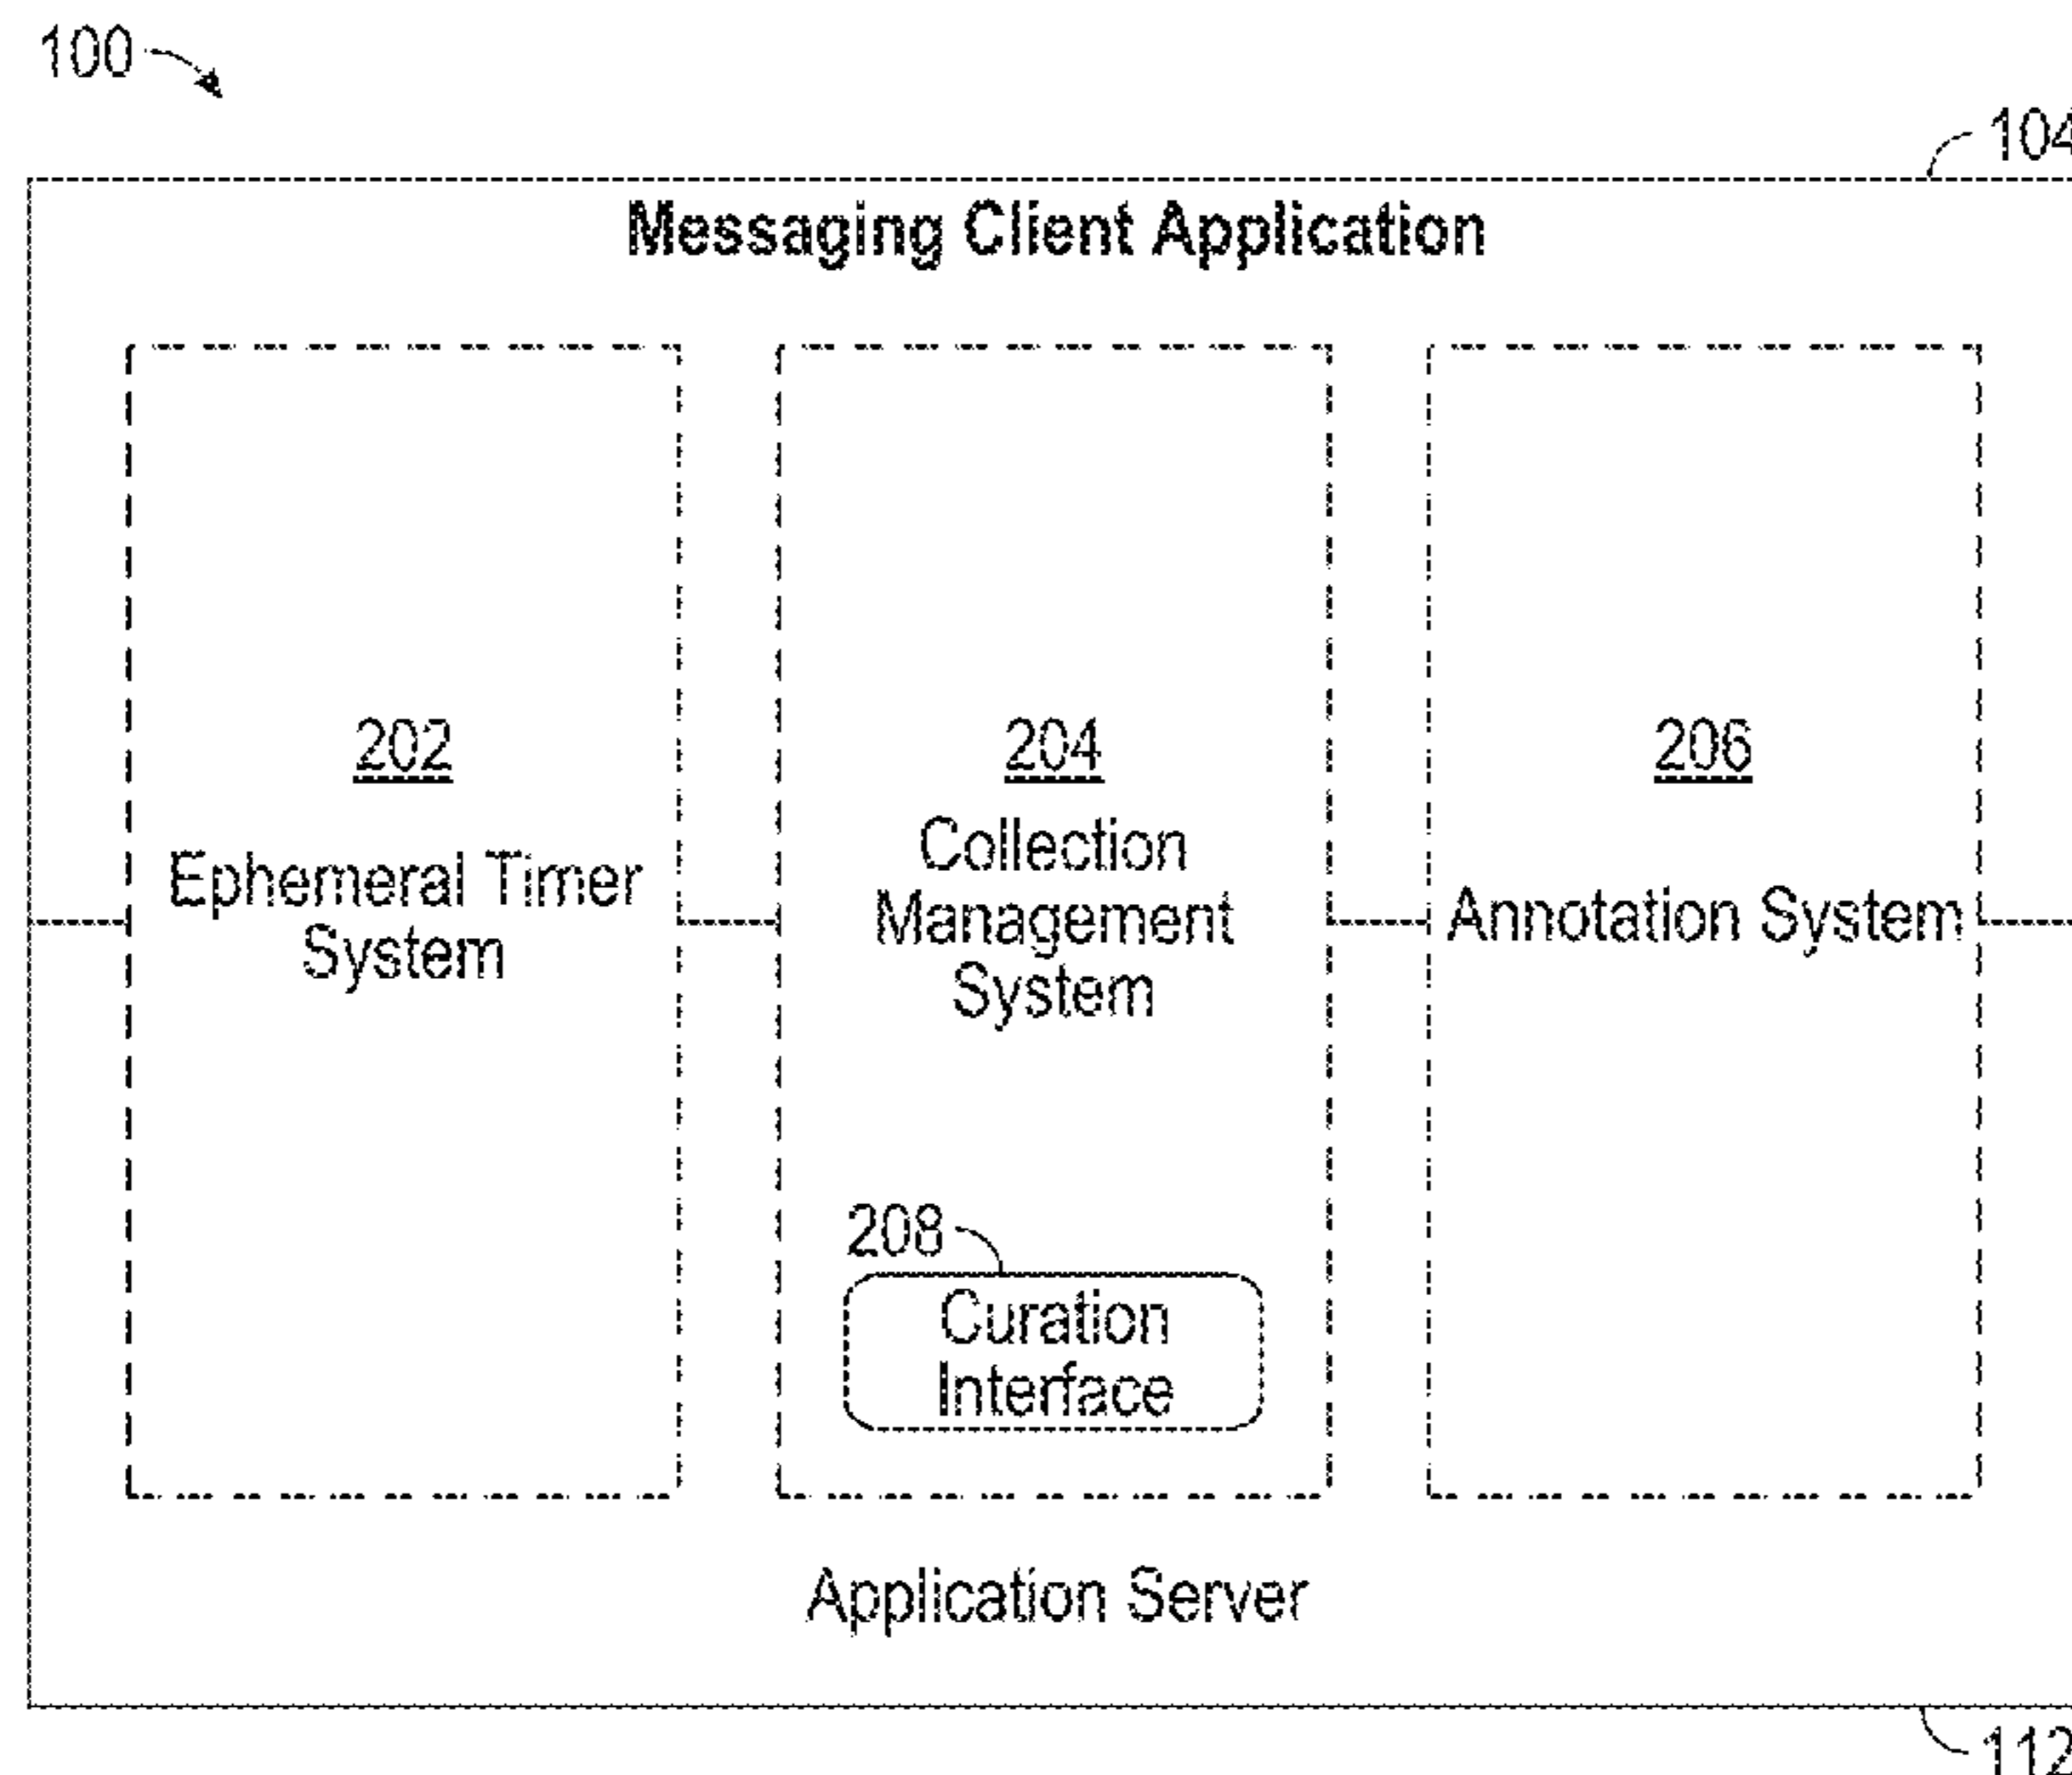 100
104
Messaging Client Application
202
Ephemeral Timer
System
204
Collection
Management
System
208
Curation
Interface
206
Annotation System
Application Server
112